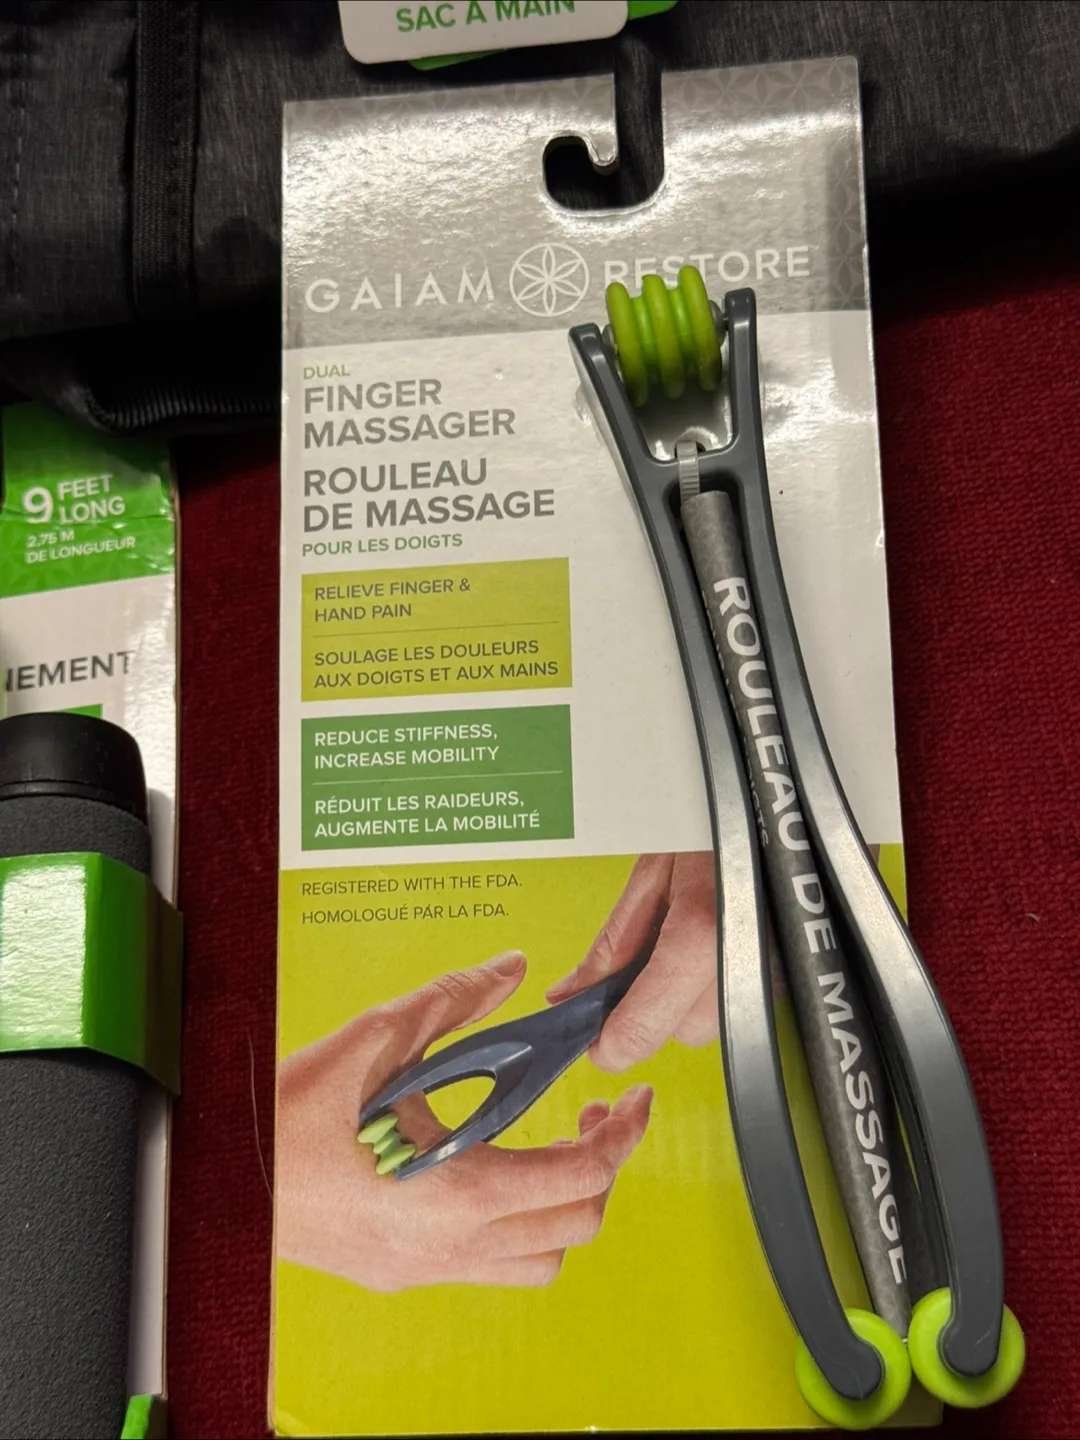 SAC À MAIN
GAIAM RESTORE
DUAL
FINGER
MASSAGER
ROULEAU
DE MASSAGE
POUR LES DOIGTS
RELIEVE FINGER &
HAND PAIN
SOULAGE LES DOULEURS
AUX DOIGTS ET AUX MAINS
REDUCE STIFFNESS,
INCREASE MOBILITY
RÉDUIT LES RAIDEURS,
AUGMENTE LA MOBILITÉ
REGISTERED WITH THE FDA.
HOMOLOGUÉ PÁR LA FDA.
ROULEAU DE MASSAGE
9 FEET
LONG
2,75 M
DE LONGUEUR
NEMENT